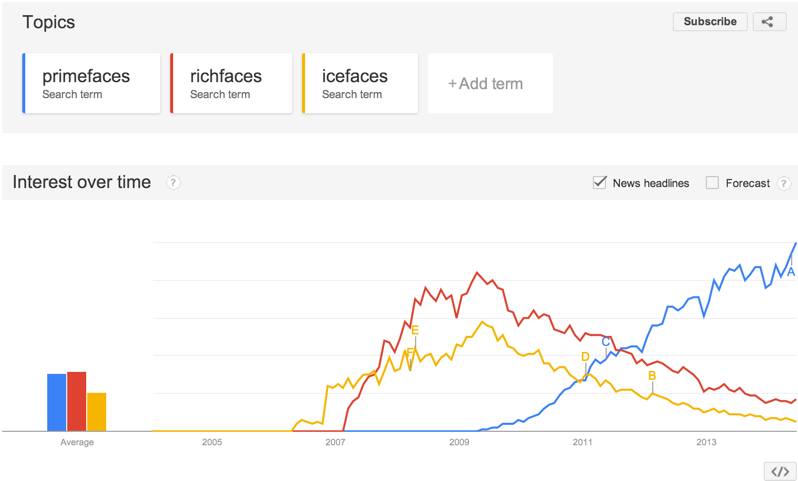 Topics
Subscribe
primefaces
Search term
richfaces
Search term
icefaces
Search term
+Add term
Interest over time ?
News headlines
Forecast ?
A
E
F
C
D
B
Average
2005
2007
2009
2011
2013
</>